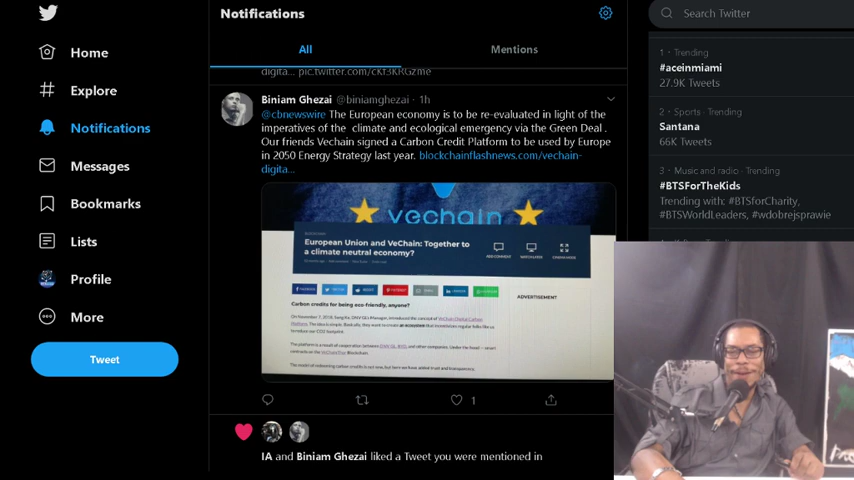 Notifications
Search Twitter
All
Mentions
Home
Explore
Notifications
Messages
Bookmarks
Lists
Profile
More
Tweet
digita... pic.twitter.com/cKf3KRGzme
Biniam Ghezai @biniamghezai · 1h
@cbnewswire The European economy is to be re-evaluated in light of the
imperatives of the climate and ecological emergency via the Green Deal .
Our friends Vechain signed a Carbon Credit Platform to be used by Europe
in 2050 Energy Strategy last year. blockchainflashnews.com/vechain-
digita...
vechain
European Union and VeChain: Together to
a climate neutral economy?
ADVERTISEMENT
Carbon credits for being eco-friendly, anyone?
1
IA and Biniam Ghezai liked a Tweet you were mentioned in
1 · Trending
#aceinmiami
27.9K Tweets
2 · Sports · Trending
Santana
66K Tweets
3 · Music and radio · Trending
#BTSForTheKids
Trending with: #BTSforCharity,
#BTSWorldLeaders, #wdobrejsprawie